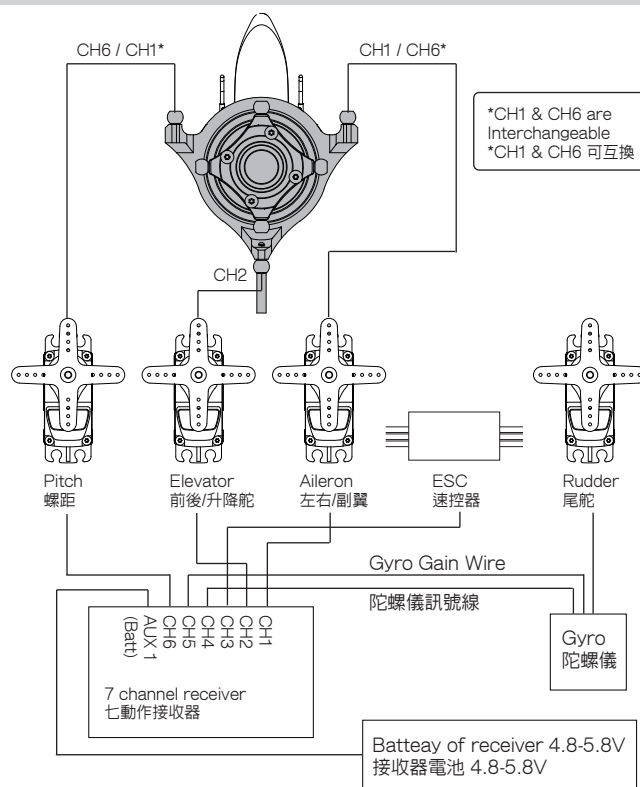 CH6 / CH1*
CH1 / CH6*
*CH1 & CH6 are
Interchangeable
*CH1 & CH6 可互換
CH2
Pitch
螺距
Elevator
前後/升降舵
Aileron
左右/副翼
ESC
速控器
Rudder
尾舵
Gyro Gain Wire
陀螺儀訊號線
AUX 1
(Batt)
CH6
CH5
CH4
CH3
CH2
CH1
7 channel receiver
七動作接收器
Gyro
陀螺儀
Batteay of receiver 4.8-5.8V
接收器電池 4.8-5.8V